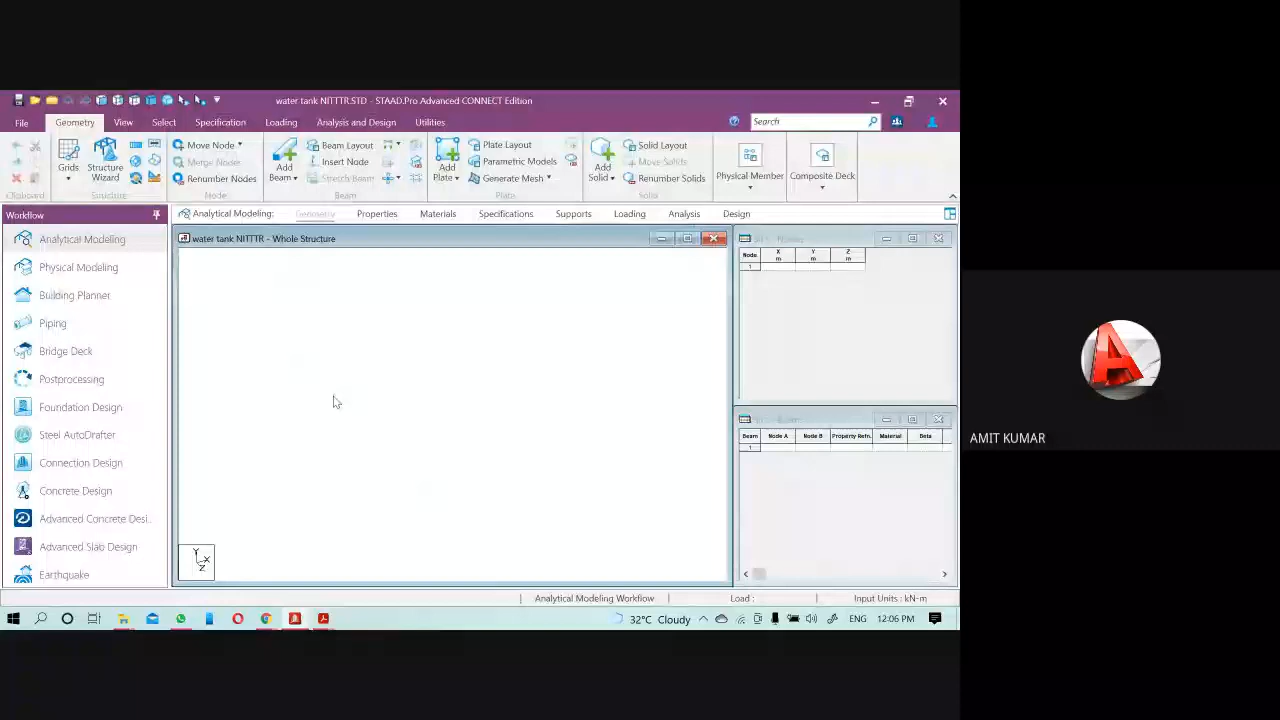 water tank NITTTR.STD - STAAD.Pro Advanced CONNECT Edition
File Geometry View Select Specification Loading Analysis and Design Utilities Search
Grids
Structure Wizard
Clipboard
Structure
Move Node
Merge Nodes
Renumber Nodes
Node
Add Beam
Beam Layout
Insert Node
Stretch Beam
Beam
Add Plate
Plate Layout
Parametric Models
Generate Mesh
Plate
Add Solid
Solid Layout
Move Solids
Renumber Solids
Solid
Physical Member
Composite Deck
Workflow
Analytical Modeling: Geometry Properties Materials Specifications Supports Loading Analysis Design
Analytical Modeling
Physical Modeling
Building Planner
Piping
Bridge Deck
Postprocessing
Foundation Design
Steel AutoDrafter
Connection Design
Concrete Design
Advanced Concrete Desi..
Advanced Slab Design
Earthquake
water tank NITTTR - Whole Structure
Y
X
Z
Node X m Y m Z m
1
Beam Node A Node B Property Refn. Material Beta
1
Analytical Modeling Workflow Load : Input Units : kN-m
32°C Cloudy ENG 12:06 PM
A
AMIT KUMAR